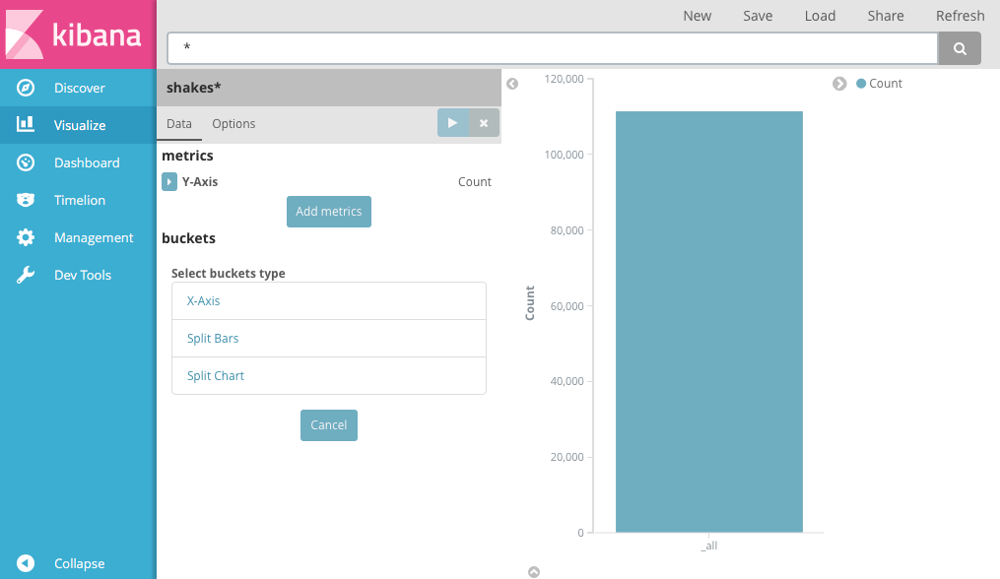 kibana
New Save Load Share Refresh
*
Discover
Visualize
Dashboard
Timelion
Management
Dev Tools
Collapse
shakes*
Data Options
metrics
Y-Axis Count
Add metrics
buckets
Select buckets type
X-Axis
Split Bars
Split Chart
Cancel
120,000
100,000
80,000
60,000
40,000
20,000
0
Count
_all
Count